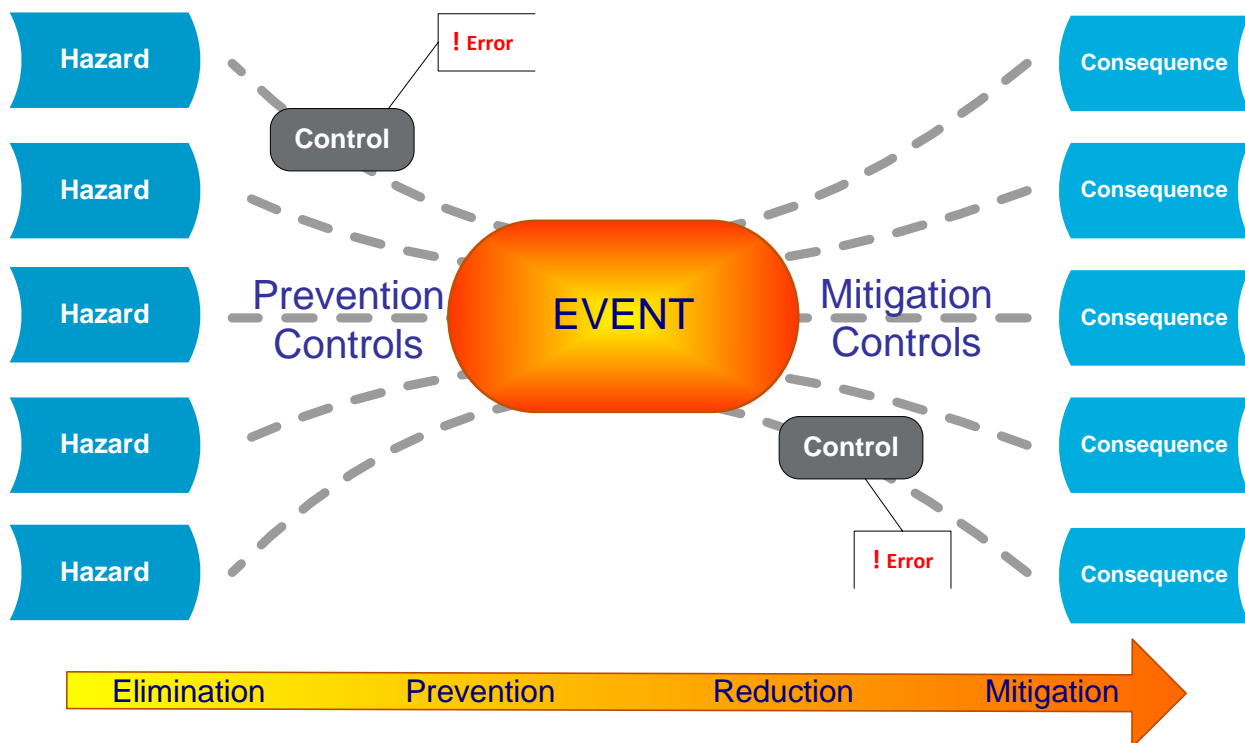 Hazard
! Error
Consequence
Control
Hazard
Consequence
Hazard
Prevention
Controls
EVENT
Mitigation
Controls
Consequence
Hazard
Control
Consequence
! Error
Hazard
Consequence
Elimination
Prevention
Reduction
Mitigation